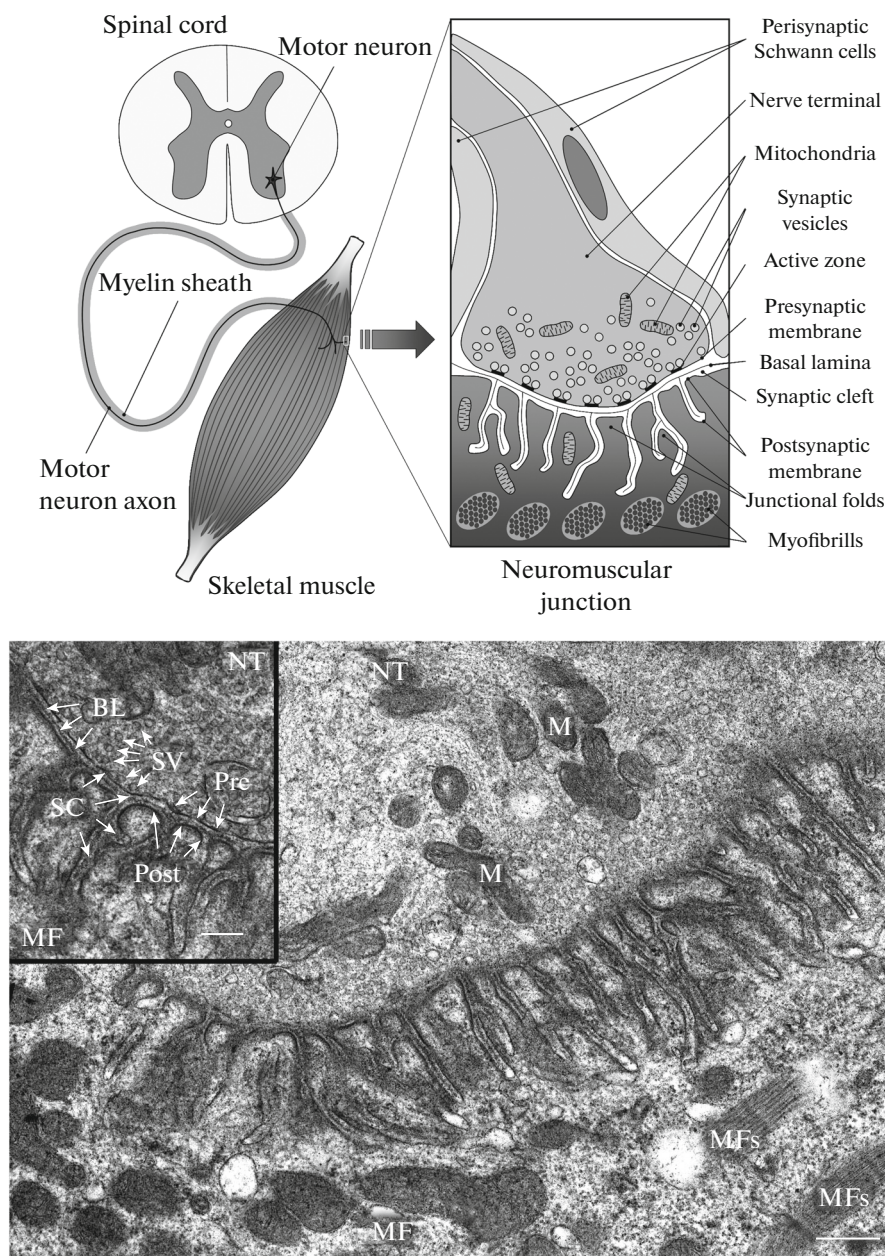 Spinal cord
Motor neuron
Myelin sheath
Motor
neuron axon
Skeletal muscle
Perisynaptic
Schwann cells
Nerve terminal
Mitochondria
Synaptic
vesicles
Active zone
Presynaptic
membrane
Basal lamina
Synaptic cleft
Postsynaptic
membrane
Junctional folds
Myofibrills
Neuromuscular
junction
NT
BL
SV
Pre
SC
Post
MF
NT
M
M
MFs
MFs
MF